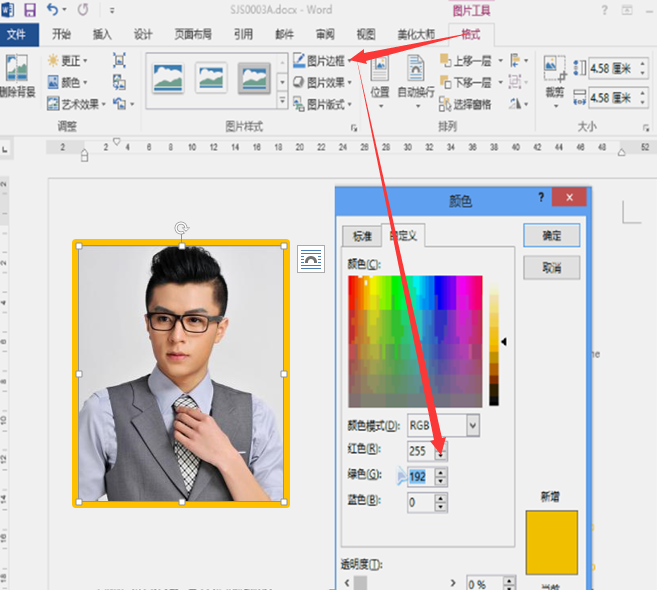 SJS0003A.docx - Word
图片工具
文件 开始 插入 设计 页面布局 引用 邮件 审阅 视图 美化大师 格式
删除背景
更正
颜色
艺术效果
调整
图片样式
图片边框
图片效果
图片版式
位置
自动换行
上移一层
下移一层
选择窗格
排列
裁剪
4.58 厘米
4.58 厘米
大小
2 2 4 6 8 10 12 14 16 18 20 22 24 26 28 30 32 34 36 38 40 42 44 46 48 52
颜色
标准
确定
取消
颜色(C):
颜色模式(D): RGB
红色(R): 255
绿色(G): 192
蓝色(B): 0
新增
透明度(T):
0 %